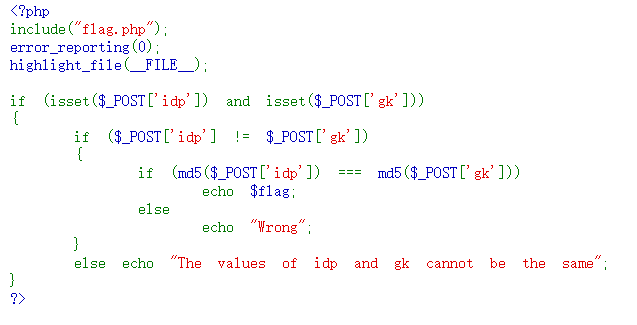 <?php
include("flag.php");
error_reporting(0);
highlight_file(__FILE__);
if (isset($_POST['idp']) and isset($_POST['gk']))
{
if ($_POST['idp'] != $_POST['gk'])
{
if (md5($_POST['idp']) === md5($_POST['gk']))
echo $flag;
else
echo "Wrong";
}
else echo "The values of idp and gk cannot be the same";
}
?>